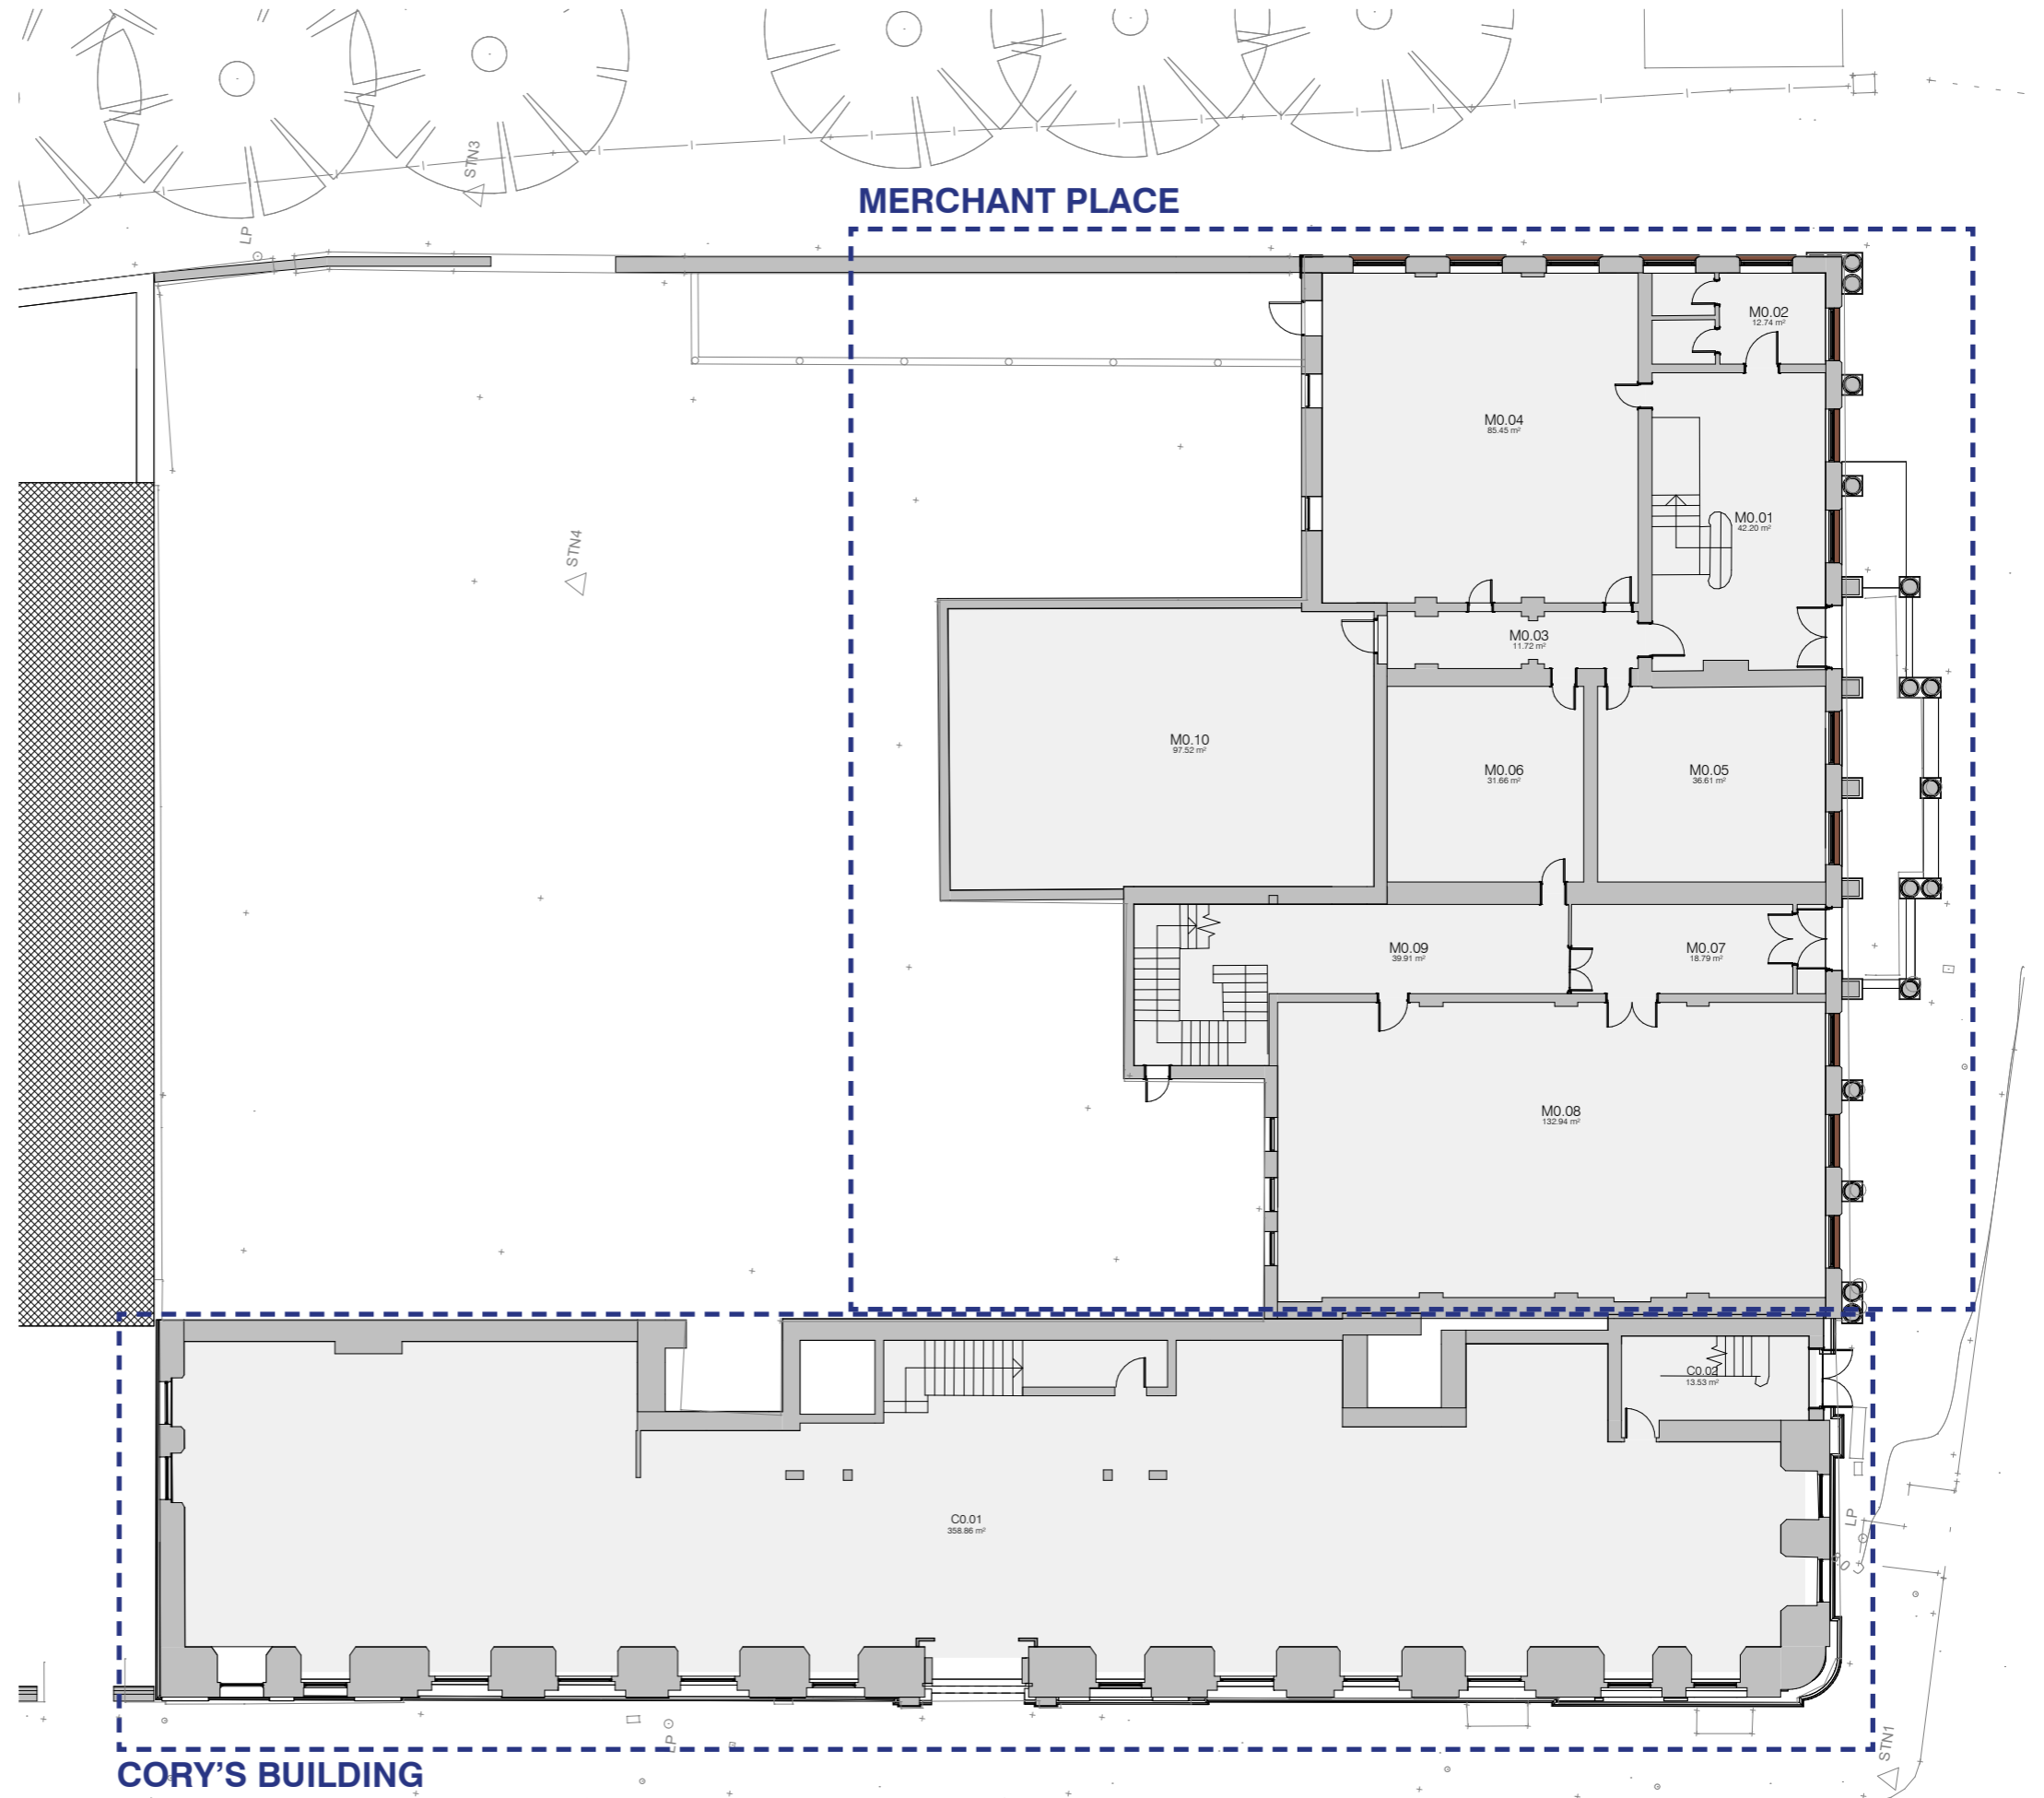 STN3
MERCHANT PLACE
LP
M0.02
12.74 m²
M0.04
85.45 m²
M0.01
42.20 m²
STN4
M0.03
11.72 m²
M0.10
97.52 m²
M0.06
31.66 m²
M0.05
36.61 m²
M0.09
39.91 m²
M0.07
18.79 m²
M0.08
132.94 m²
C0.02
13.53 m²
C0.01
358.86 m²
LP
LP
STN1
CORY'S BUILDING